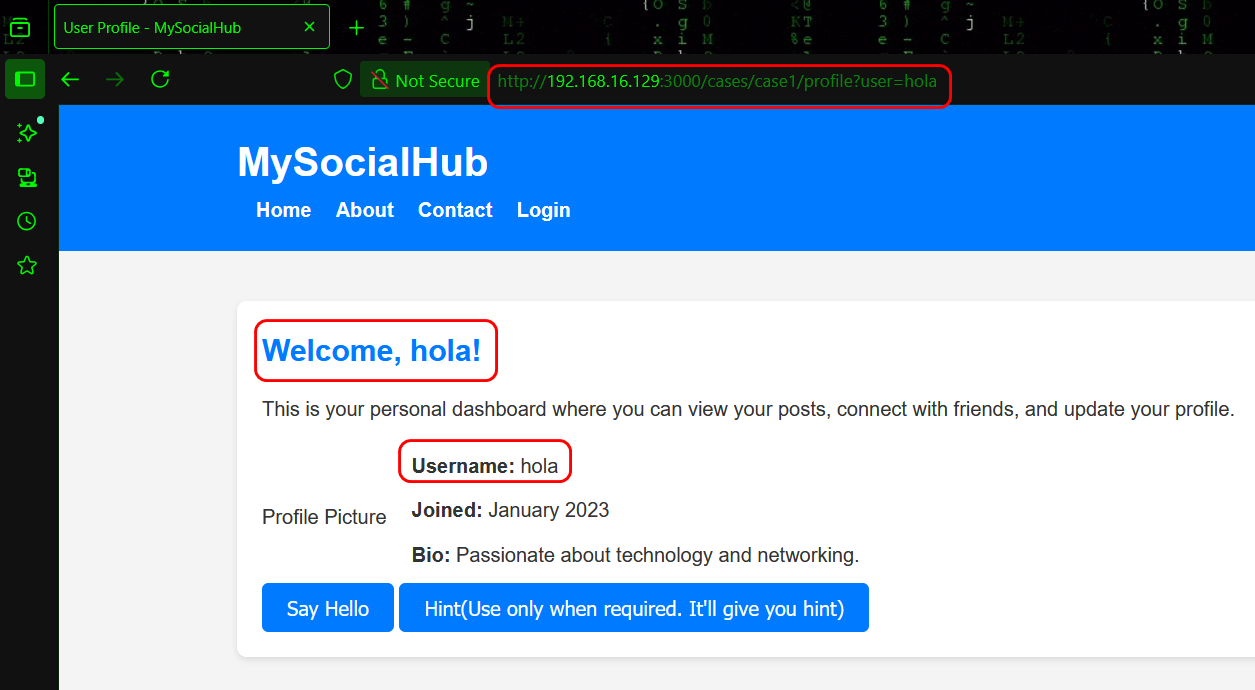 User Profile - MySocialHub
Not Secure http://192.168.16.129:3000/cases/case1/profile?user=hola
MySocialHub
Home About Contact Login
Welcome, hola!
This is your personal dashboard where you can view your posts, connect with friends, and update your profile.
Username: hola
Joined: January 2023
Profile Picture
Bio: Passionate about technology and networking.
Say Hello Hint(Use only when required. It'll give you hint)